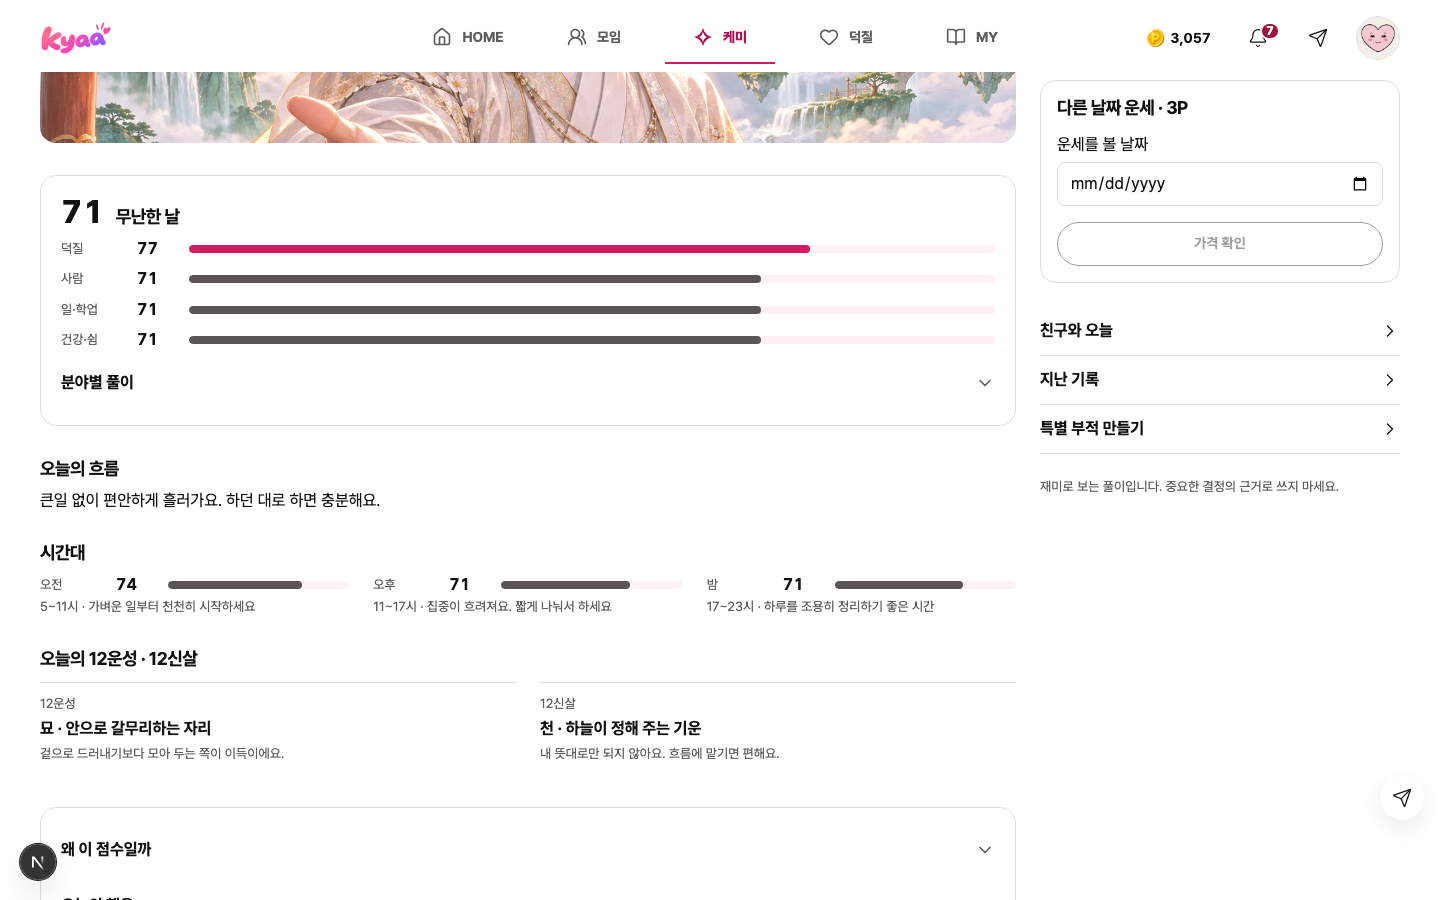 kyaa
HOME
모임
케미
덕질
MY
3,057
7
71 무난한 날
덕질 77
사람 71
일·학업 71
건강·쉼 71
분야별 풀이
오늘의 흐름
큰일 없이 편안하게 흘러가요. 하던 대로 하면 충분해요.
시간대
오전 74
5~11시 · 가벼운 일부터 천천히 시작하세요
오후 71
11~17시 · 집중이 흐려져요. 짧게 나눠서 하세요
밤 71
17~23시 · 하루를 조용히 정리하기 좋은 시간
오늘의 12운성 · 12신살
12운성
묘 · 안으로 갈무리하는 자리
겉으로 드러내기보다 모아 두는 쪽이 이득이에요.
12신살
천 · 하늘이 정해 주는 기운
내 뜻대로만 되지 않아요. 흐름에 맡기면 편해요.
왜 이 점수일까
다른 날짜 운세 · 3P
운세를 볼 날짜
mm/dd/yyyy
가격 확인
친구와 오늘
지난 기록
특별 부적 만들기
재미로 보는 풀이입니다. 중요한 결정의 근거로 쓰지 마세요.
N